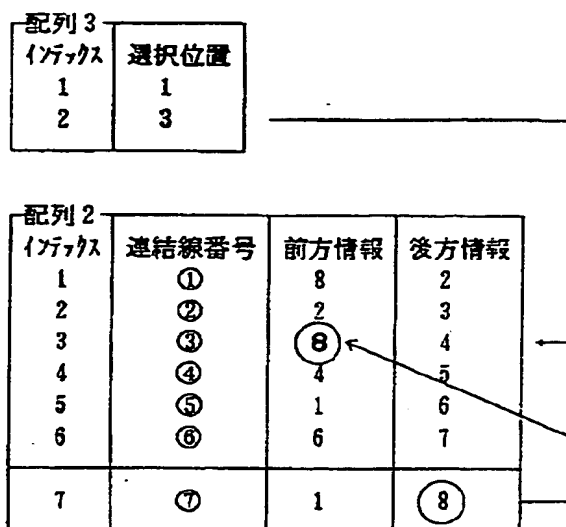 配列3
インデックス 選択位置
1 1
2 3
配列2
インデックス 連結線番号 前方情報 後方情報
1 ① 8 2
2 ② 2 3
3 ③ 8 4
4 ④ 4 5
5 ⑤ 1 6
6 ⑥ 6 7
7 ⑦ 1 8